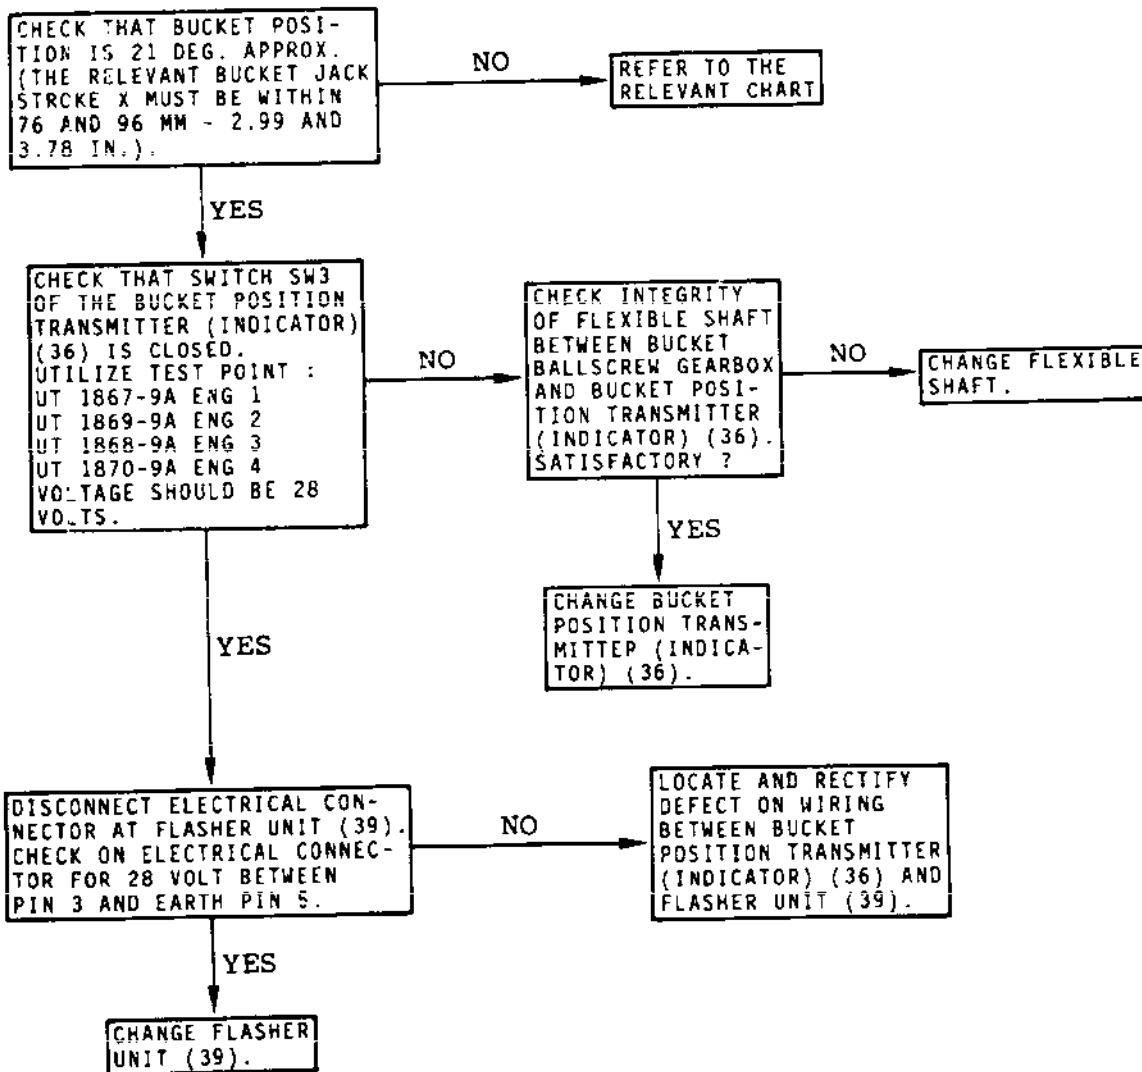 CHECK THAT BUCKET POSI-
TION IS 21 DEG. APPROX.
(THE RELEVANT BUCKET JACK
STROKE X MUST BE WITHIN
76 AND 96 MM - 2.99 AND
3.78 IN.).
NO
REFER TO THE
RELEVANT CHART
YES
CHECK THAT SWITCH SW3
OF THE BUCKET POSITION
TRANSMITTER (INDICATOR)
(36) IS CLOSED.
UTILIZE TEST POINT :
UT 1867-9A ENG 1
UT 1869-9A ENG 2
UT 1868-9A ENG 3
UT 1870-9A ENG 4
VOLTAGE SHOULD BE 28
VOLTS.
NO
CHECK INTEGRITY
OF FLEXIBLE SHAFT
BETWEEN BUCKET
BALLSCREW GEARBOX
AND BUCKET POSI-
TION TRANSMITTER
(INDICATOR) (36).
SATISFACTORY ?
NO
CHANGE FLEXIBLE
SHAFT.
YES
CHANGE BUCKET
POSITION TRANS-
MITTER (INDICA-
TOR) (36).
YES
DISCONNECT ELECTRICAL CON-
NECTOR AT FLASHER UNIT (39).
CHECK ON ELECTRICAL CONNEC-
TOR FOR 28 VOLT BETWEEN
PIN 3 AND EARTH PIN 5.
NO
LOCATE AND RECTIFY
DEFECT ON WIRING
BETWEEN BUCKET
POSITION TRANSMITTER
(INDICATOR) (36) AND
FLASHER UNIT (39).
YES
CHANGE FLASHER
UNIT (39).